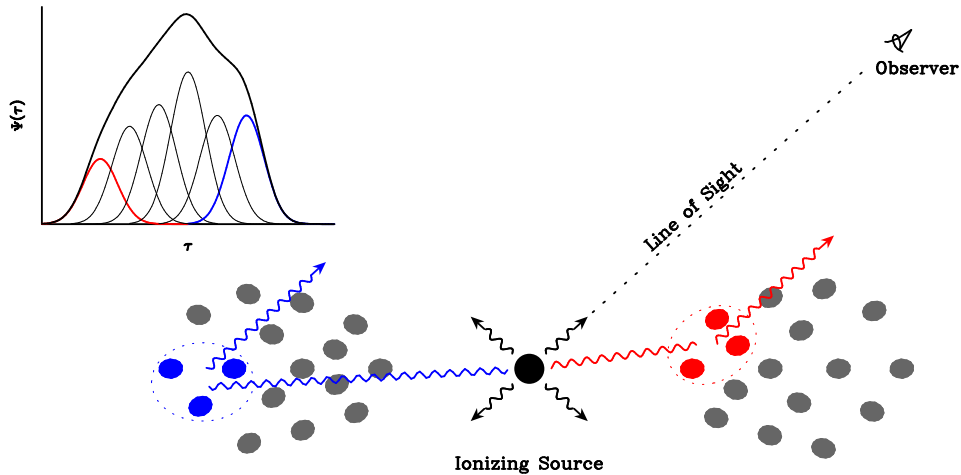 Observer
Ψ(τ)
Line of Sight
τ
Ionizing Source